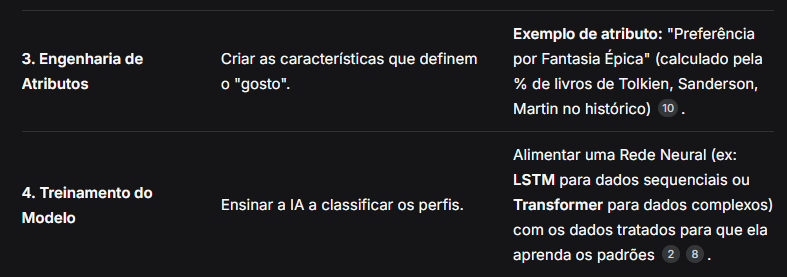 3. Engenharia de
Atributos
Criar as características que definem
o "gosto".
Exemplo de atributo: "Preferência
por Fantasia Épica" (calculado pela
% de livros de Tolkien, Sanderson,
Martin no histórico) 10 .
4. Treinamento do
Modelo
Ensinar a IA a classificar os perfis.
Alimentar uma Rede Neural (ex:
LSTM para dados sequenciais ou
Transformer para dados complexos)
com os dados tratados para que ela
aprenda os padrões 2 8 .